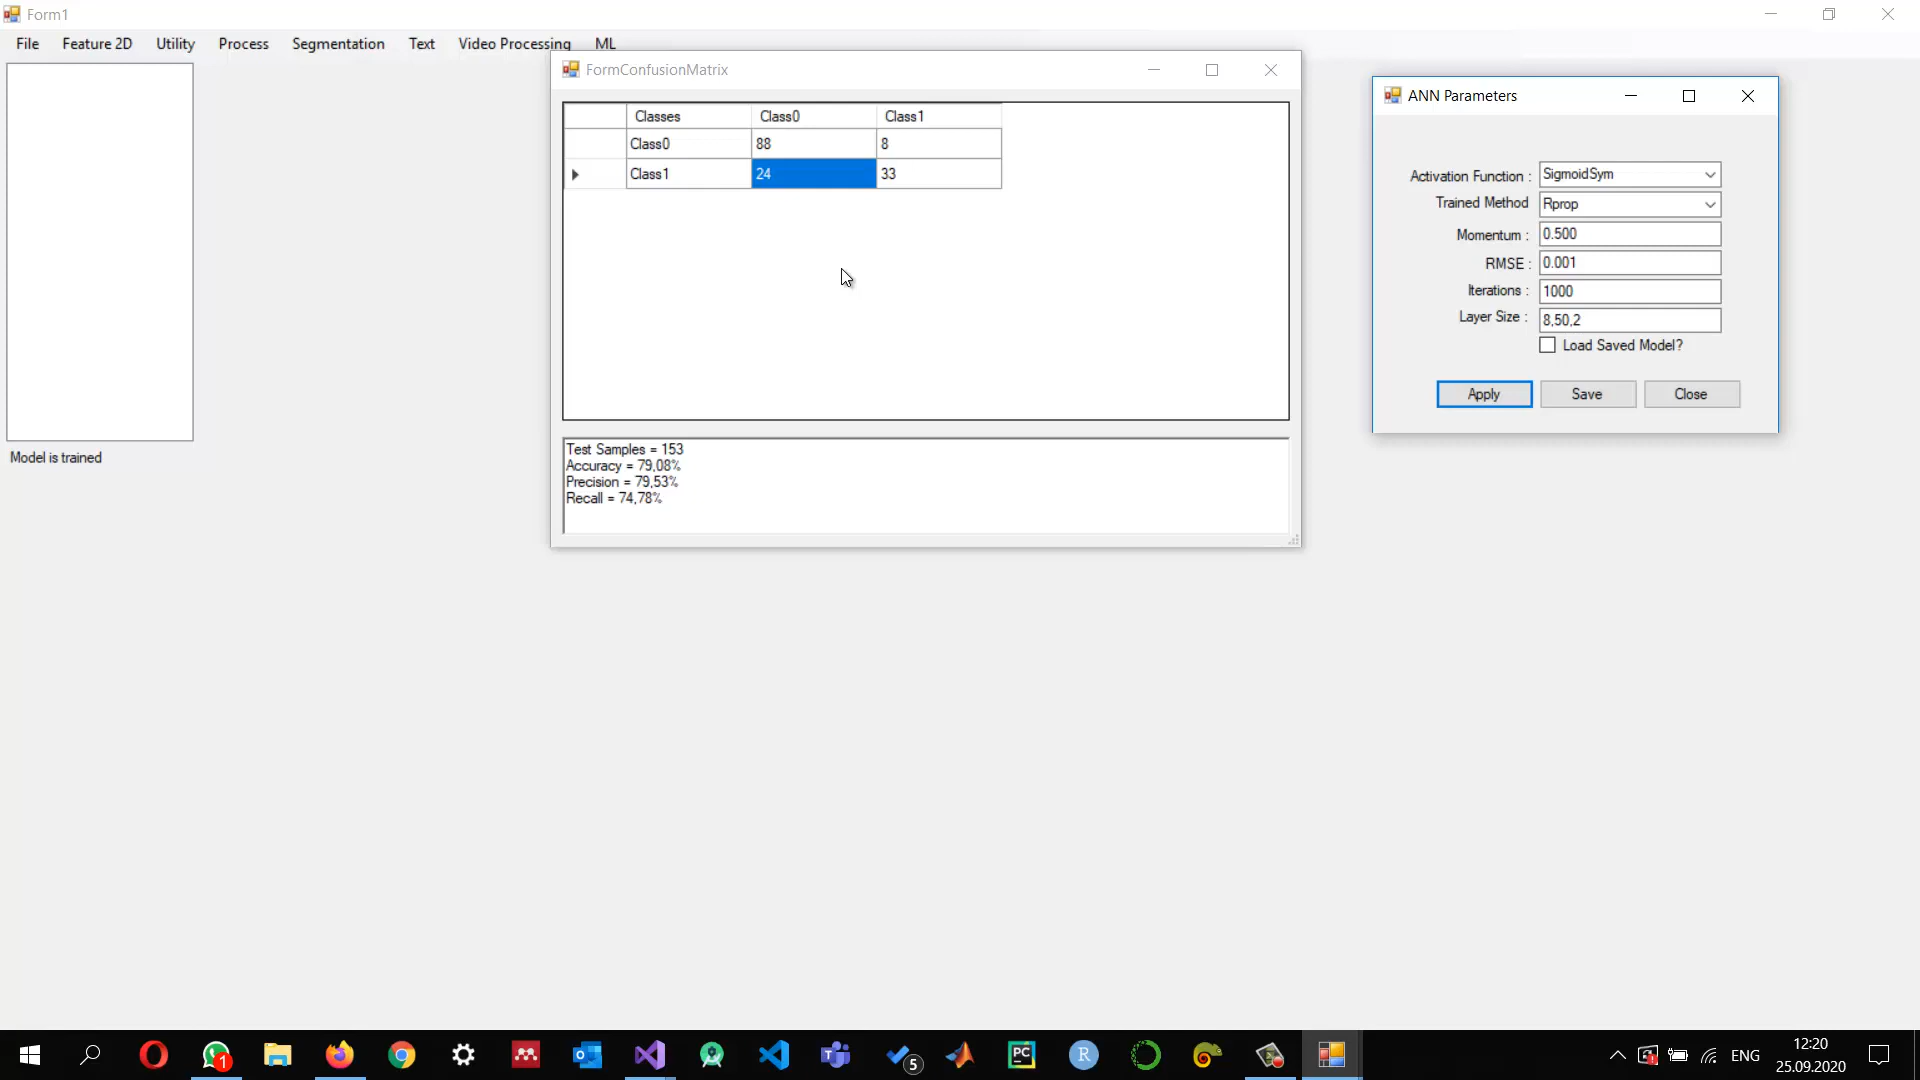 Form1
File Feature 2D Utility Process Segmentation Text Video Processing ML
FormConfusionMatrix
Classes Class0 Class1
Class0 88 8
Class1 24 33
Test Samples = 153
Accuracy = 79,08%
Precision = 79,53%
Recall = 74,78%
ANN Parameters
Activation Function : SigmoidSym
Trained Method Rprop
Momentum : 0.500
RMSE : 0.001
Iterations : 1000
Layer Size : 8,50,2
Load Saved Model?
Apply Save Close
Model is trained
1
5
PC
R
ENG
12:20
25.09.2020